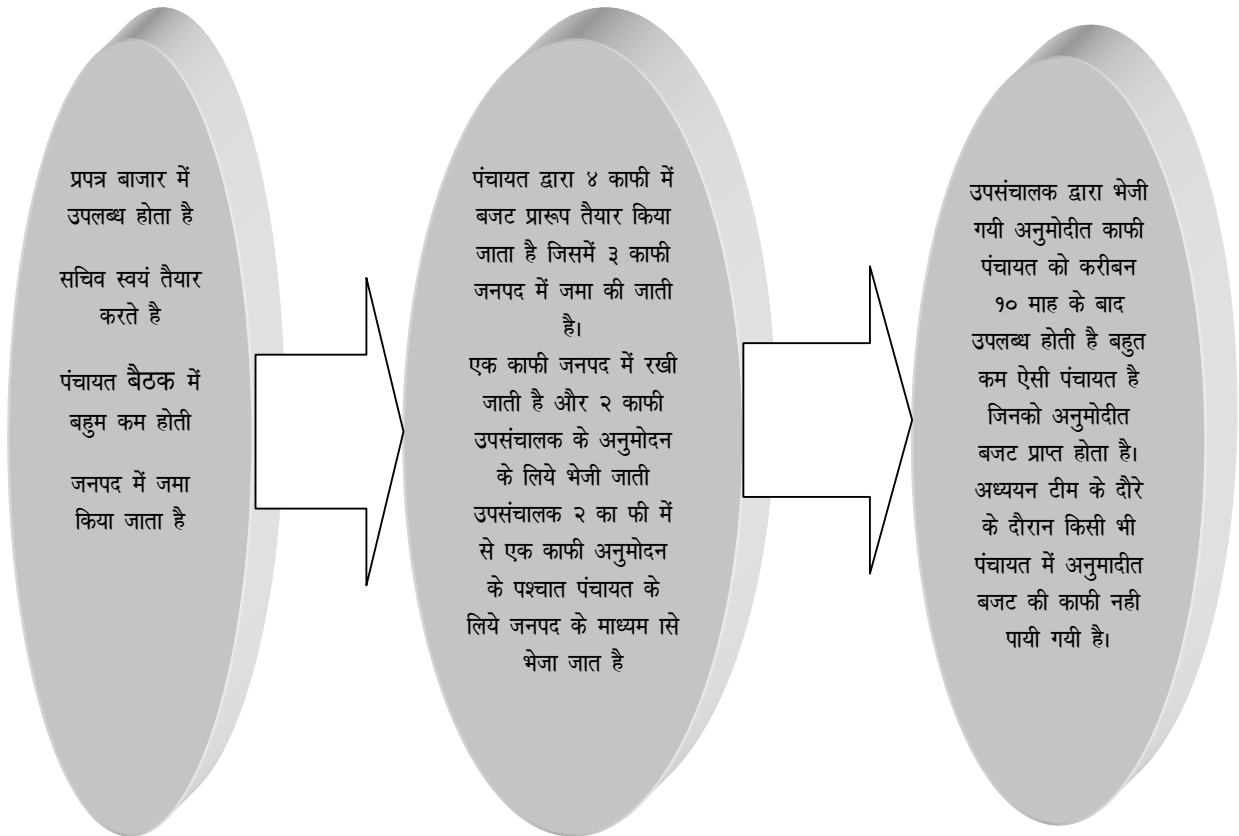 प्रपत्र बाजार में
उपलब्ध होता है
सचिव स्वयं तैयार
करते है
पंचायत बैठक में
बहुम कम होती
जनपद में जमा
किया जाता है
पंचायत द्वारा ४ काफी में
बजट प्रारूप तैयार किया
जाता है जिसमें ३ काफी
जनपद में जमा की जाती
है।
एक काफी जनपद में रखी
जाती है और २ काफी
उपसंचालक के अनुमोदन
के लिये भेजी जाती
उपसंचालक २ का फी में
से एक काफी अनुमोदन
के पश्चात पंचायत के
लिये जनपद के माध्यम ।से
भेजा जात है
उपसंचालक द्वारा भेजी
गयी अनुमोदीत काफी
पंचायत को करीबन
१० माह के बाद
उपलब्ध होती है बहुत
कम ऐसी पंचायत है
जिनको अनुमोदीत
बजट प्राप्त होता है।
अध्ययन टीम के दौरे
के दौरान किसी भी
पंचायत में अनुमादीत
बजट की काफी नही
पायी गयी है।